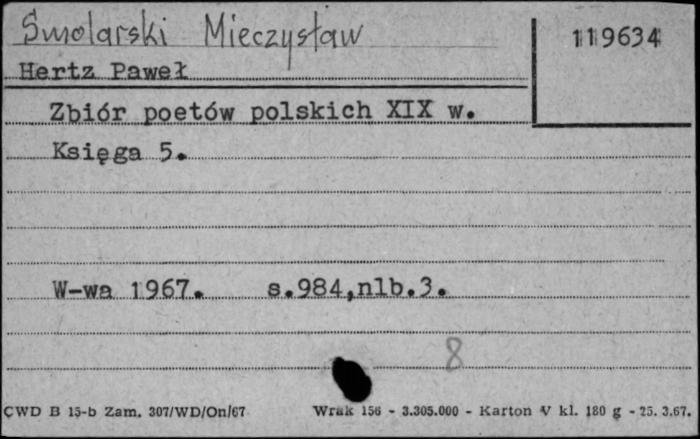 Smolarski Mieczysław
119634
Hertz Paweł
Zbiór poetów polskich XIX w.
Księga 5.
W-wa 1967. s.984,nlb.3.
8
CWD B 15-b Zam. 307/WD/On/67 Wrak 156 - 3.305.000 - Karton V kl. 180 g - 25. 3.67.